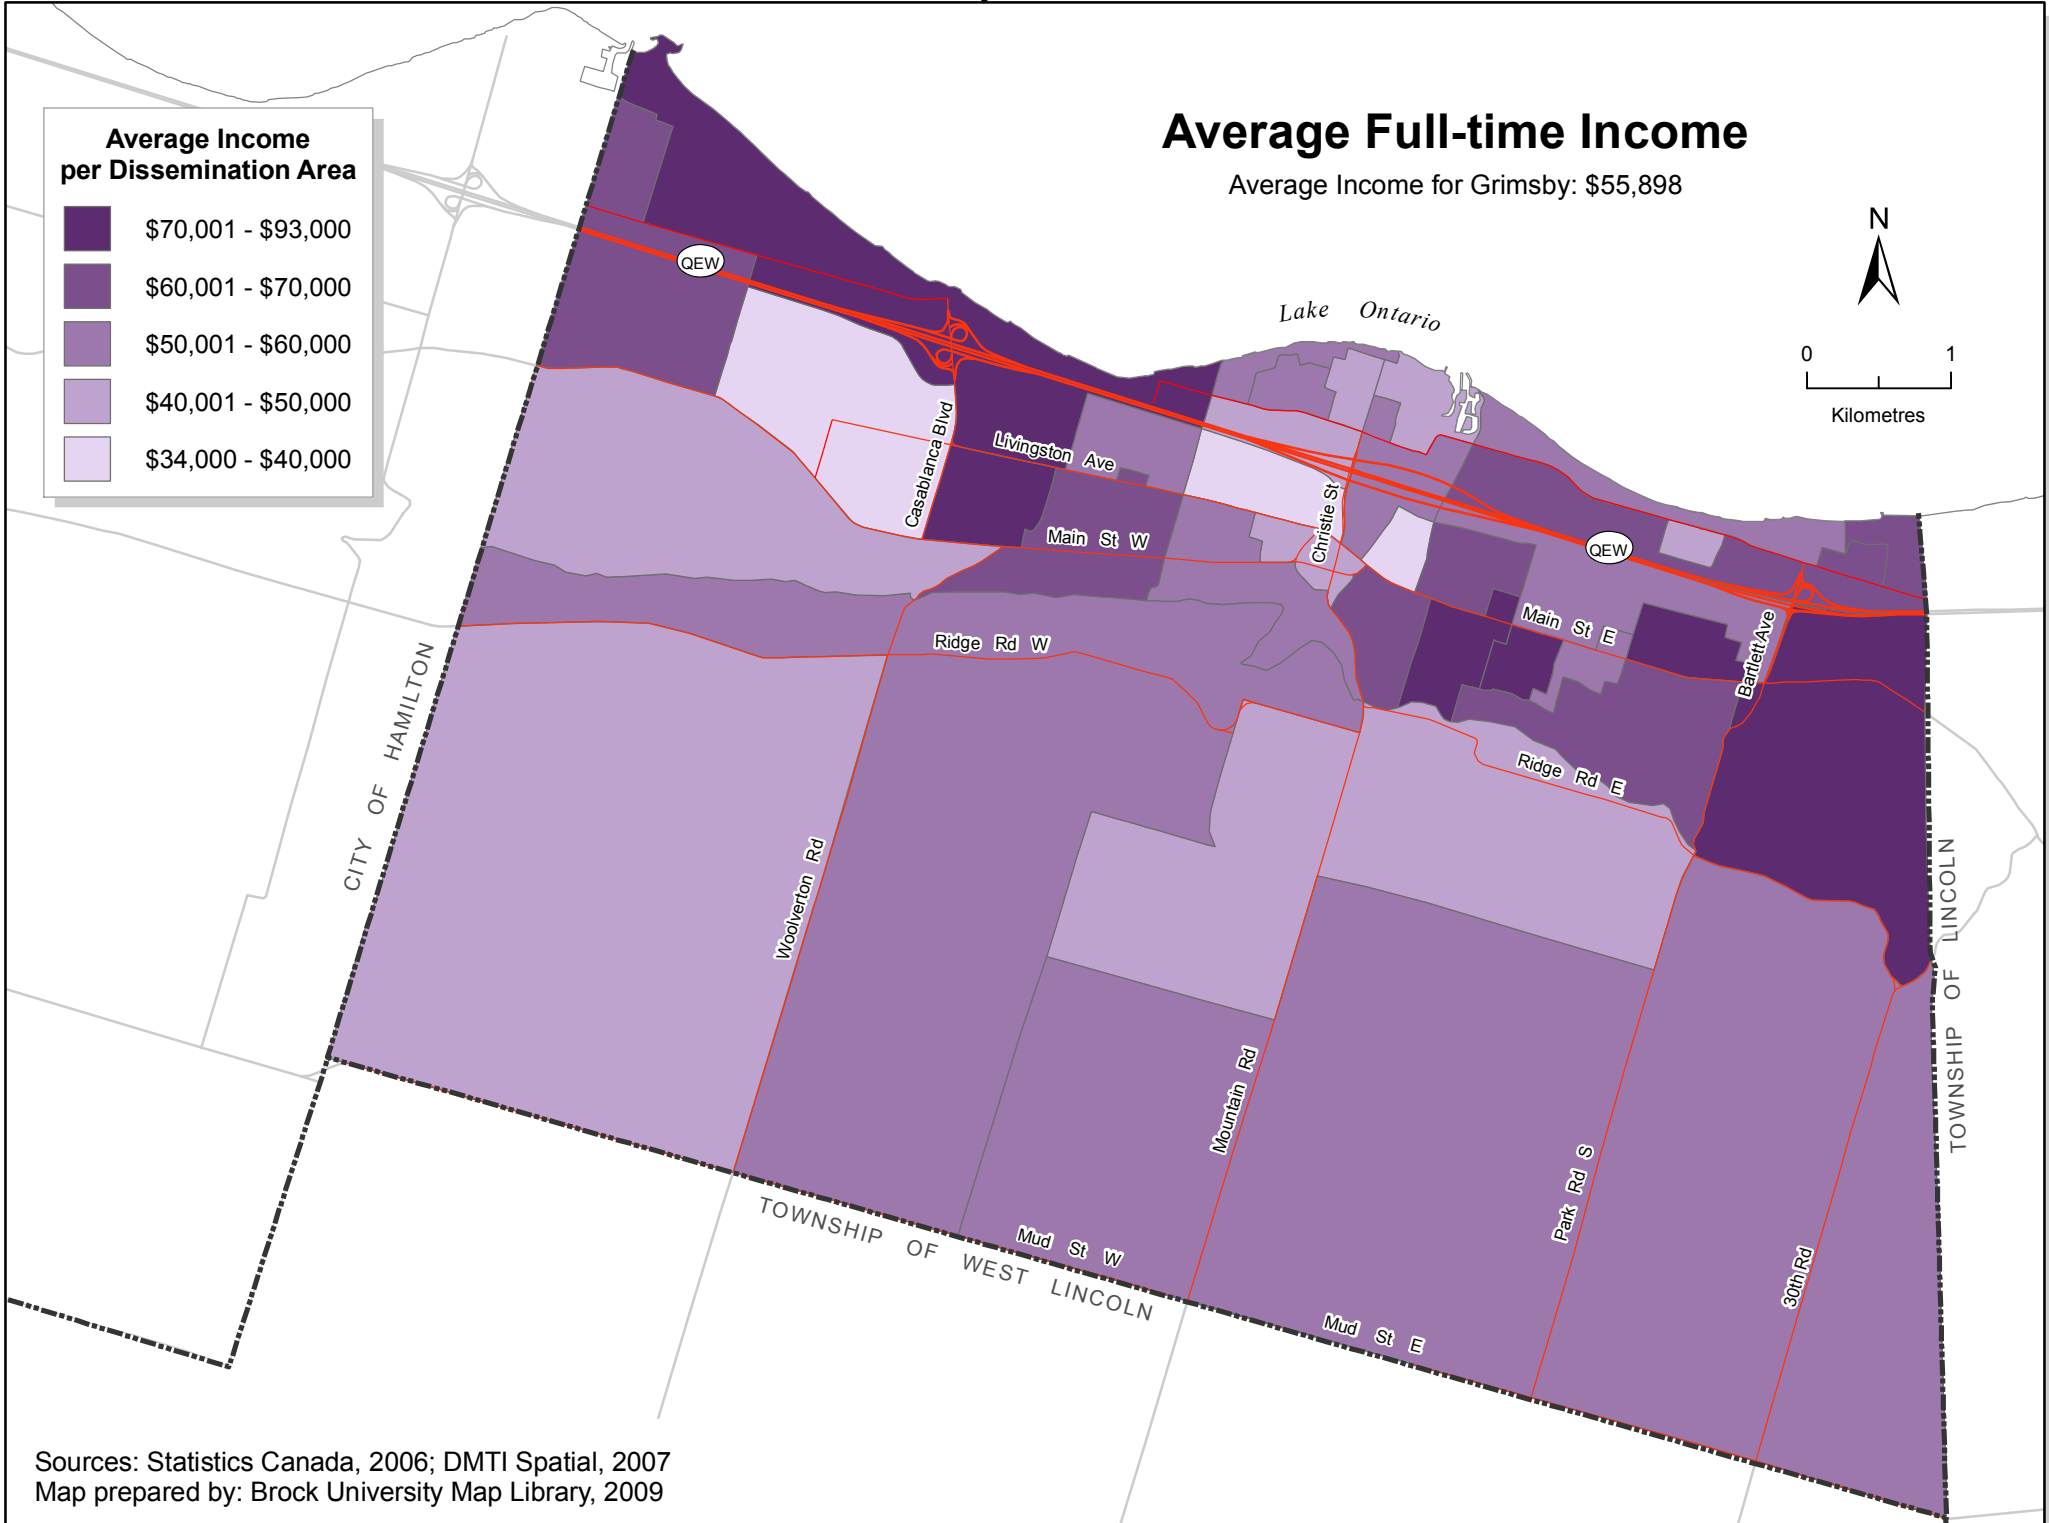 Average Full-time Income
Average Income for Grimsby: $55,898
Average Income
per Dissemination Area
$70,001 - $93,000
$60,001 - $70,000
$50,001 - $60,000
$40,001 - $50,000
$34,000 - $40,000
N
0 1
Kilometres
Lake Ontario
QEW
QEW
Casablanca Blvd
Livingston Ave
Main St W
Christie St
Main St E
Bartlett Ave
Ridge Rd W
Ridge Rd E
Woolverton Rd
Mountain Rd
Park Rd S
30th Rd
Mud St W
Mud St E
CITY OF HAMILTON
TOWNSHIP OF WEST LINCOLN
TOWNSHIP OF LINCOLN
Sources: Statistics Canada, 2006; DMTI Spatial, 2007
Map prepared by: Brock University Map Library, 2009